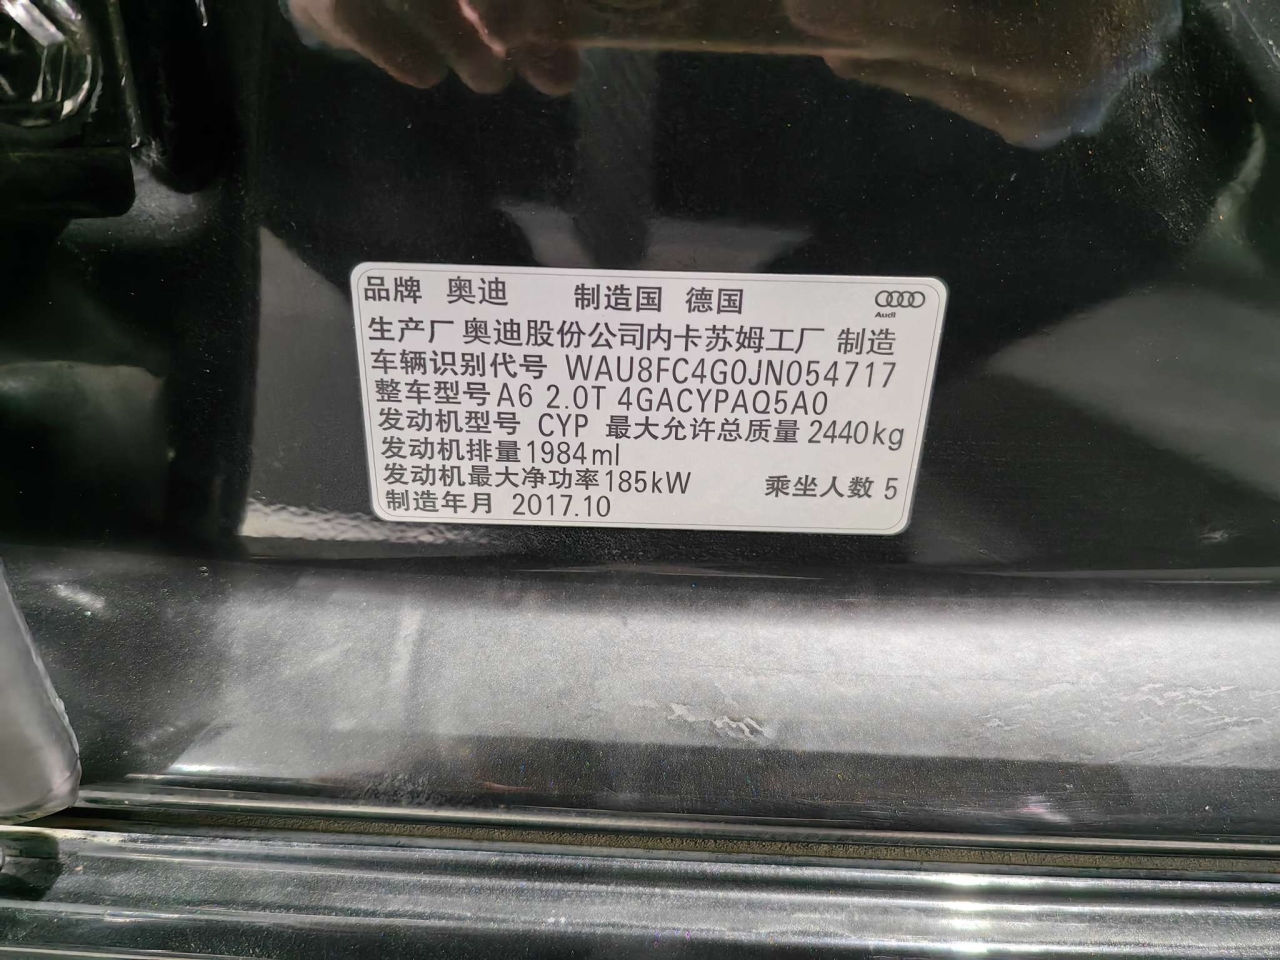 品牌 奥迪 制造国 德国
Audi
生产厂 奥迪股份公司内卡苏姆工厂 制造
车辆识别代号 WAU8FC4G0JN054717
整车型号 A6 2.0T 4GACYPAQ5A0
发动机型号 CYP 最大允许总质量 2440kg
发动机排量 1984ml
发动机最大净功率 185kW 乘坐人数 5
制造年月 2017.10